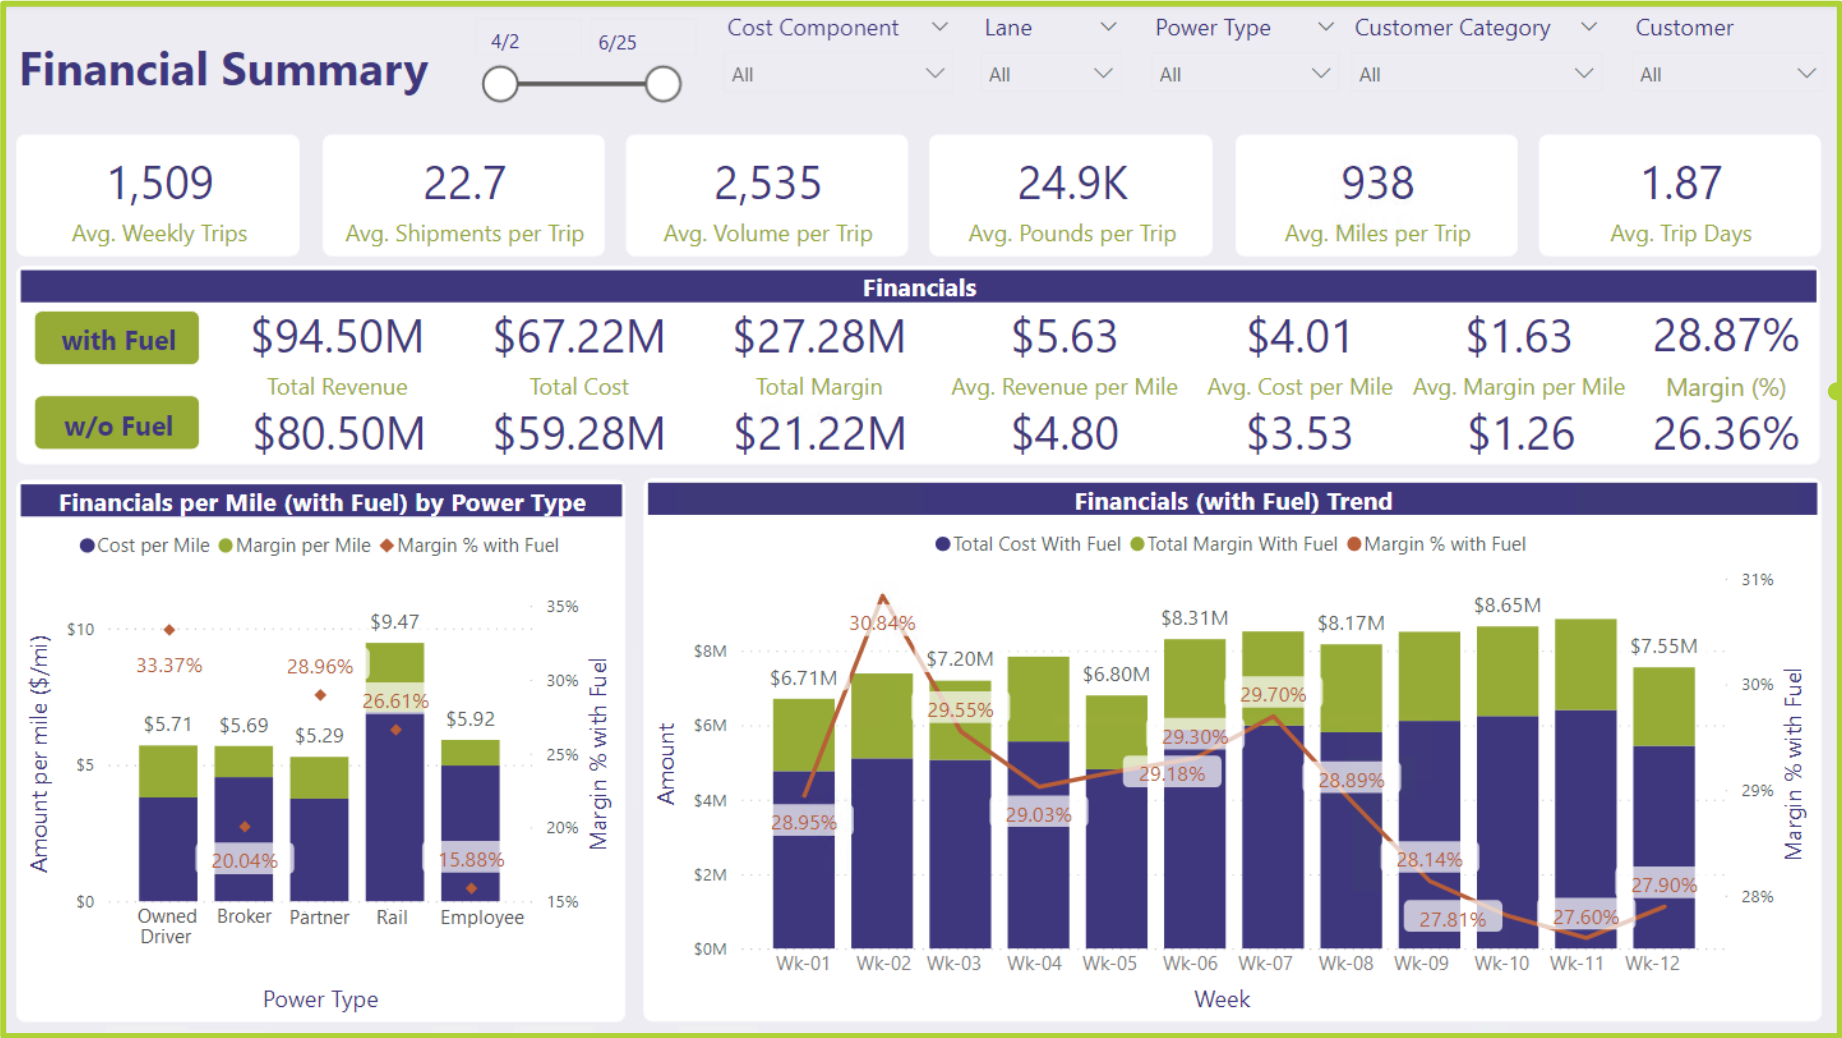 Financial Summary
4/2
6/25
Cost Component
Lane
Power Type
Customer Category
Customer
All
All
All
All
All
1,509
22.7
2,535
24.9K
938
1.87
Avg. Weekly Trips
Avg. Shipments per Trip
Avg. Volume per Trip
Avg. Pounds per Trip
Avg. Miles per Trip
Avg. Trip Days
Financials
with Fuel
$94.50M
$67.22M
$27.28M
$5.63
$4.01
$1.63
28.87%
Total Revenue
Total Cost
Total Margin
Avg. Revenue per Mile
Avg. Cost per Mile
Avg. Margin per Mile
Margin (%)
w/o Fuel
$80.50M
$59.28M
$21.22M
$4.80
$3.53
$1.26
26.36%
Financials per Mile (with Fuel) by Power Type
Cost per Mile
Margin per Mile
Margin % with Fuel
Amount per mile ($/mi)
$10
$5
$0
33.37%
28.96%
$9.47
26.61%
$5.71
$5.69
$5.29
$5.92
20.04%
15.88%
35%
30%
25%
20%
15%
Margin % with Fuel
Owned Driver
Broker
Partner
Rail
Employee
Power Type
Financials (with Fuel) Trend
Total Cost With Fuel
Total Margin With Fuel
Margin % with Fuel
Amount
$8M
$6M
$4M
$2M
$0M
$6.71M
30.84%
$7.20M
$6.80M
$8.31M
$8.17M
$8.65M
$7.55M
28.95%
29.55%
29.03%
29.18%
29.30%
29.70%
28.89%
28.14%
27.81%
27.60%
27.90%
31%
30%
29%
28%
Margin % with Fuel
Wk-01
Wk-02
Wk-03
Wk-04
Wk-05
Wk-06
Wk-07
Wk-08
Wk-09
Wk-10
Wk-11
Wk-12
Week